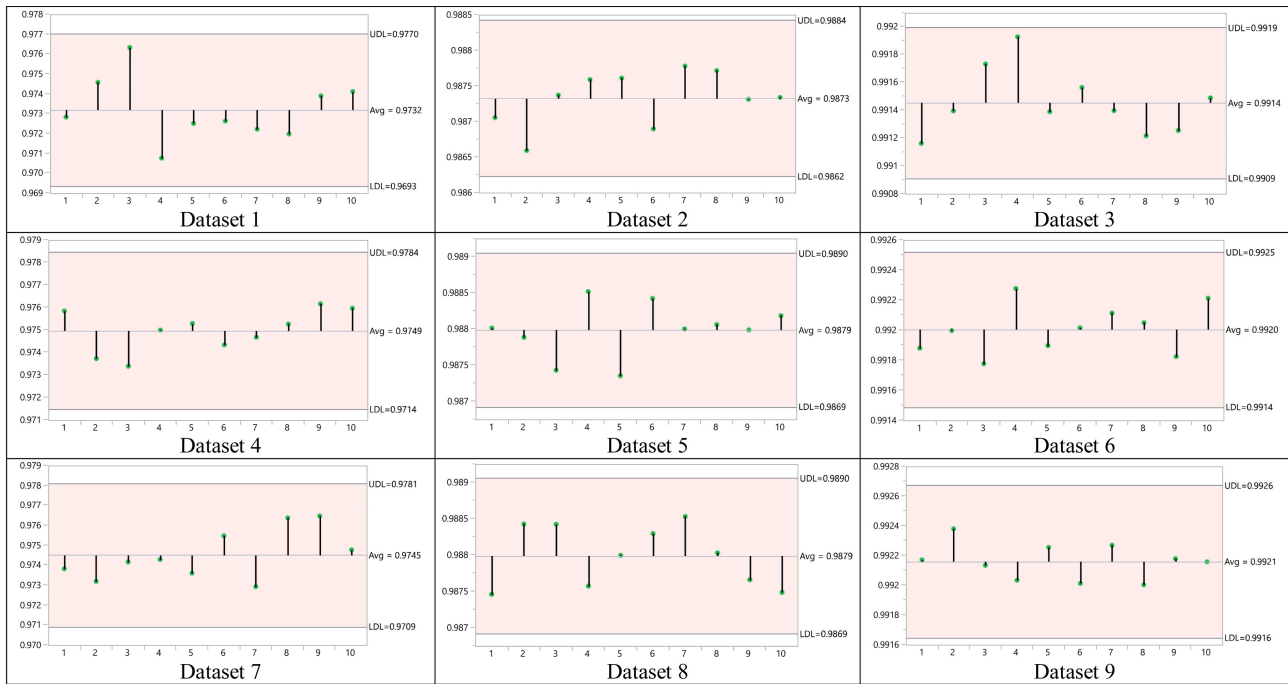 0.978
0.977
0.976
0.975
0.974
0.973
0.972
0.971
0.970
0.969
UDL=0.9770
Avg = 0.9732
LDL=0.9693
1 2 3 4 5 6 7 8 9 10
Dataset 1
0.9885
0.988
0.9875
0.987
0.9865
0.986
UDL=0.9884
Avg = 0.9873
LDL=0.9862
1 2 3 4 5 6 7 8 9 10
Dataset 2
0.992
0.9918
0.9916
0.9914
0.9912
0.991
0.9908
UDL=0.9919
Avg = 0.9914
LDL=0.9909
1 2 3 4 5 6 7 8 9 10
Dataset 3
0.979
0.978
0.977
0.976
0.975
0.974
0.973
0.972
0.971
UDL=0.9784
Avg = 0.9749
LDL=0.9714
1 2 3 4 5 6 7 8 9 10
Dataset 4
0.989
0.9885
0.988
0.9875
0.987
UDL=0.9890
Avg = 0.9879
LDL=0.9869
1 2 3 4 5 6 7 8 9 10
Dataset 5
0.9926
0.9924
0.9922
0.992
0.9918
0.9916
0.9914
UDL=0.9925
Avg = 0.9920
LDL=0.9914
1 2 3 4 5 6 7 8 9 10
Dataset 6
0.979
0.978
0.977
0.976
0.975
0.974
0.973
0.972
0.971
0.970
UDL=0.9781
Avg = 0.9745
LDL=0.9709
1 2 3 4 5 6 7 8 9 10
Dataset 7
0.989
0.9885
0.988
0.9875
0.987
UDL=0.9890
Avg = 0.9879
LDL=0.9869
1 2 3 4 5 6 7 8 9 10
Dataset 8
0.9928
0.9926
0.9924
0.9922
0.992
0.9918
0.9916
UDL=0.9926
Avg = 0.9921
LDL=0.9916
1 2 3 4 5 6 7 8 9 10
Dataset 9